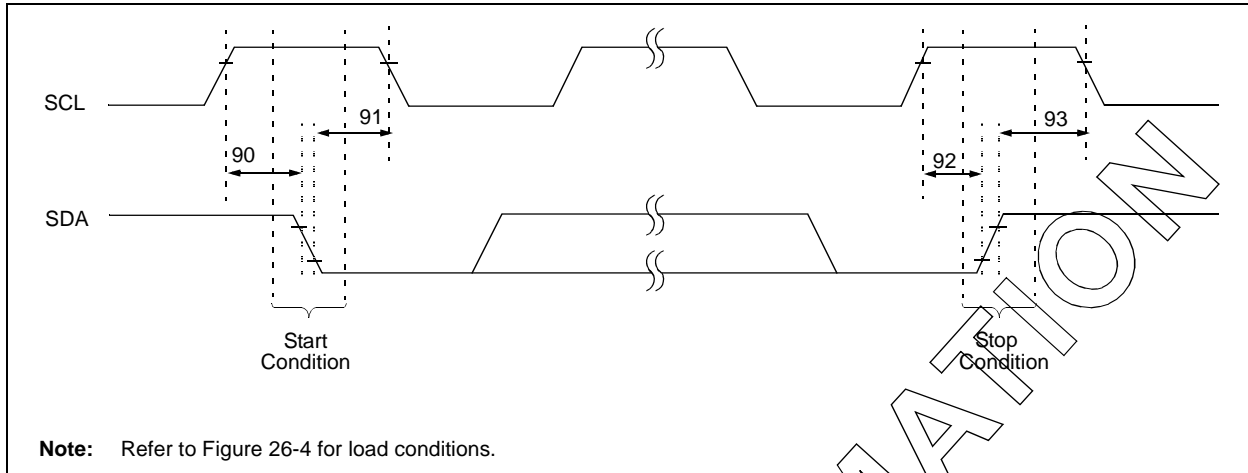 SCL
91
93
90
92
SDA
Start
Condition
Stop
Condition
Note: Refer to Figure 26-4 for load conditions.
MATION